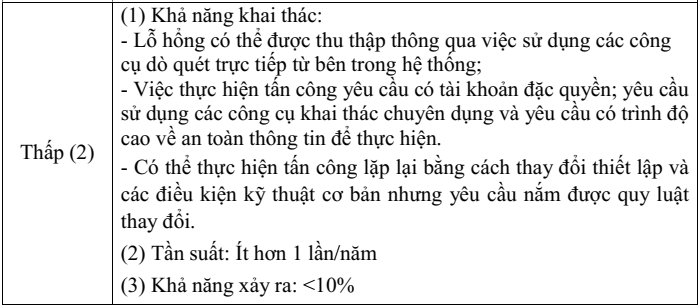 Thấp (2)
(1) Khả năng khai thác:
- Lỗ hổng có thể được thu thập thông qua việc sử dụng các công
cụ dò quét trực tiếp từ bên trong hệ thống;
- Việc thực hiện tấn công yêu cầu có tài khoản đặc quyền; yêu cầu
sử dụng các công cụ khai thác chuyên dụng và yêu cầu có trình độ
cao về an toàn thông tin để thực hiện.
- Có thể thực hiện tấn công lặp lại bằng cách thay đổi thiết lập và
các điều kiện kỹ thuật cơ bản nhưng yêu cầu nắm được quy luật
thay đổi.
(2) Tần suất: Ít hơn 1 lần/năm
(3) Khả năng xảy ra: <10%